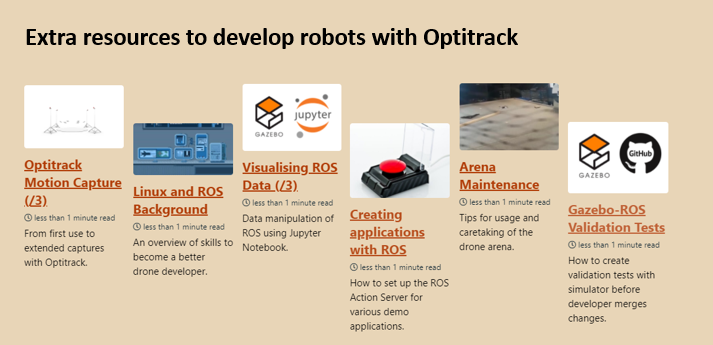 Extra resources to develop robots with Optitrack
Optitrack
Motion Capture
(/3)
less than 1 minute read
From first use to
extended captures
with Optitrack.
Linux and ROS
Background
less than 1 minute read
An overview of skills to
become a better
drone developer.
GAZEBO
jupyter
Visualising ROS
Data (/3)
less than 1 minute read
Data manipulation of
ROS using Jupyter
Notebook.
Creating
applications
with ROS
less than 1 minute read
How to set up the ROS
Action Server for
various demo
applications.
Arena
Maintenance
less than 1 minute read
Tips for usage and
caretaking of the
drone arena.
GAZEBO
GitHub
Gazebo-ROS
Validation Tests
less than 1 minute read
How to create
validation tests with
simulator before
developer merges
changes.